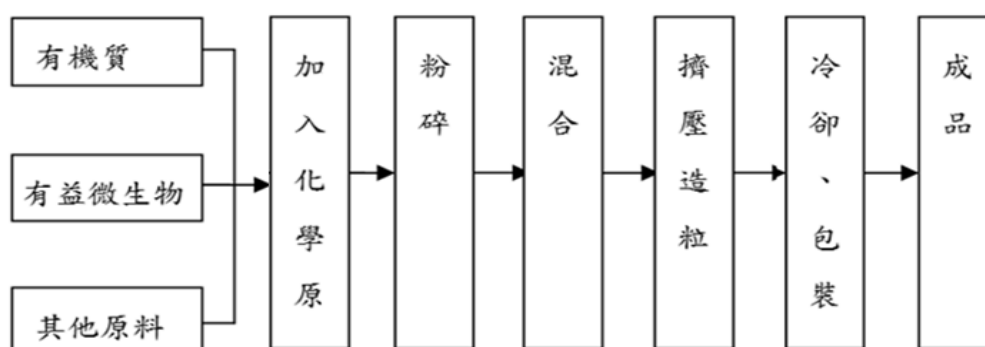 有機質
有益微生物
其他原料
加入化學原
粉碎
混合
擠壓造粒
冷卻、包裝
成品